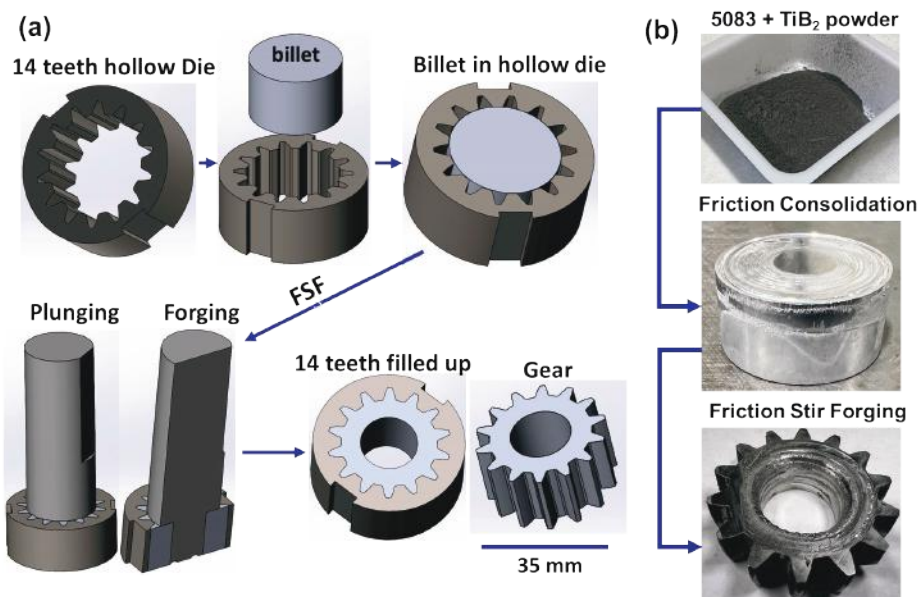 (a)
14 teeth hollow Die
billet
Billet in hollow die
FSF
Plunging
Forging
14 teeth filled up
Gear
35 mm
(b)
5083 + TiB₂ powder
Friction Consolidation
Friction Stir Forging